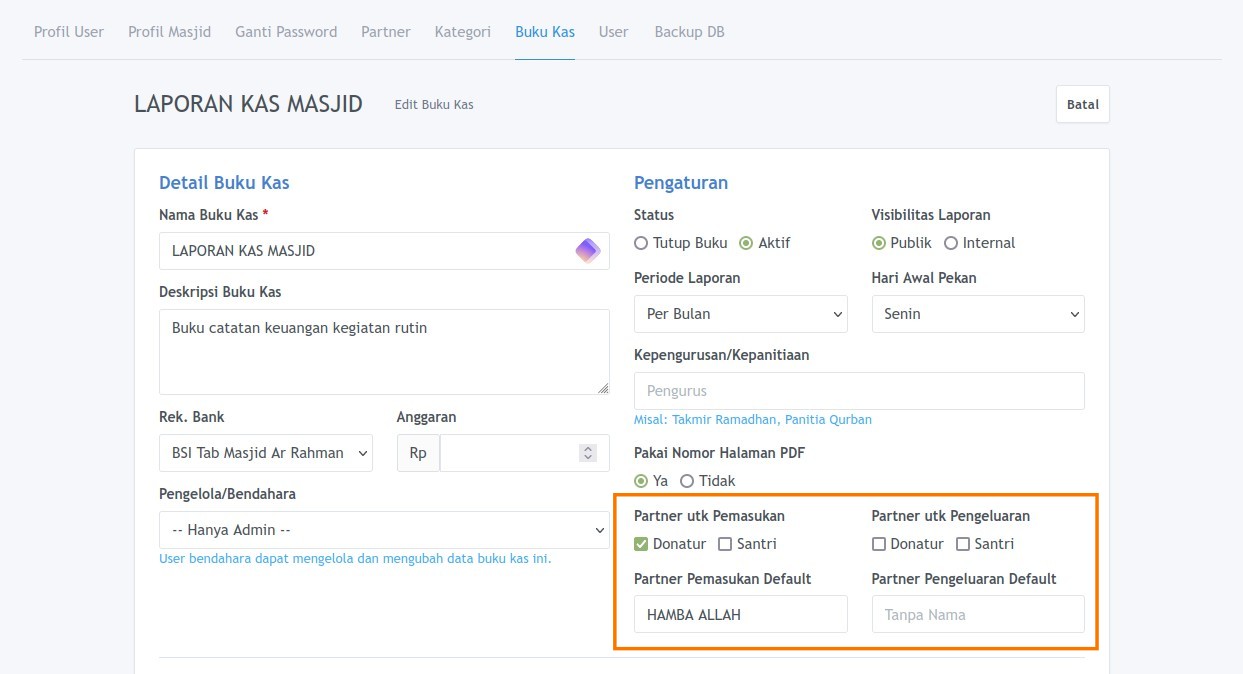 Profil User Profil Masjid Ganti Password Partner Kategori Buku Kas User Backup DB
LAPORAN KAS MASJID Edit Buku Kas Batal
Detail Buku Kas
Nama Buku Kas *
LAPORAN KAS MASJID
Deskripsi Buku Kas
Buku catatan keuangan kegiatan rutin
Rek. Bank Anggaran
BSI Tab Masjid Ar Rahman Rp
Pengelola/Bendahara
-- Hanya Admin --
User bendahara dapat mengelola dan mengubah data buku kas ini.
Pengaturan
Status Visibilitas Laporan
Tutup Buku Aktif Publik Internal
Periode Laporan Hari Awal Pekan
Per Bulan Senin
Kepengurusan/Kepanitiaan
Pengurus
Misal: Takmir Ramadhan, Panitia Qurban
Pakai Nomor Halaman PDF
Ya Tidak
Partner utk Pemasukan Partner utk Pengeluaran
Donatur Santri Donatur Santri
Partner Pemasukan Default Partner Pengeluaran Default
HAMBA ALLAH Tanpa Nama